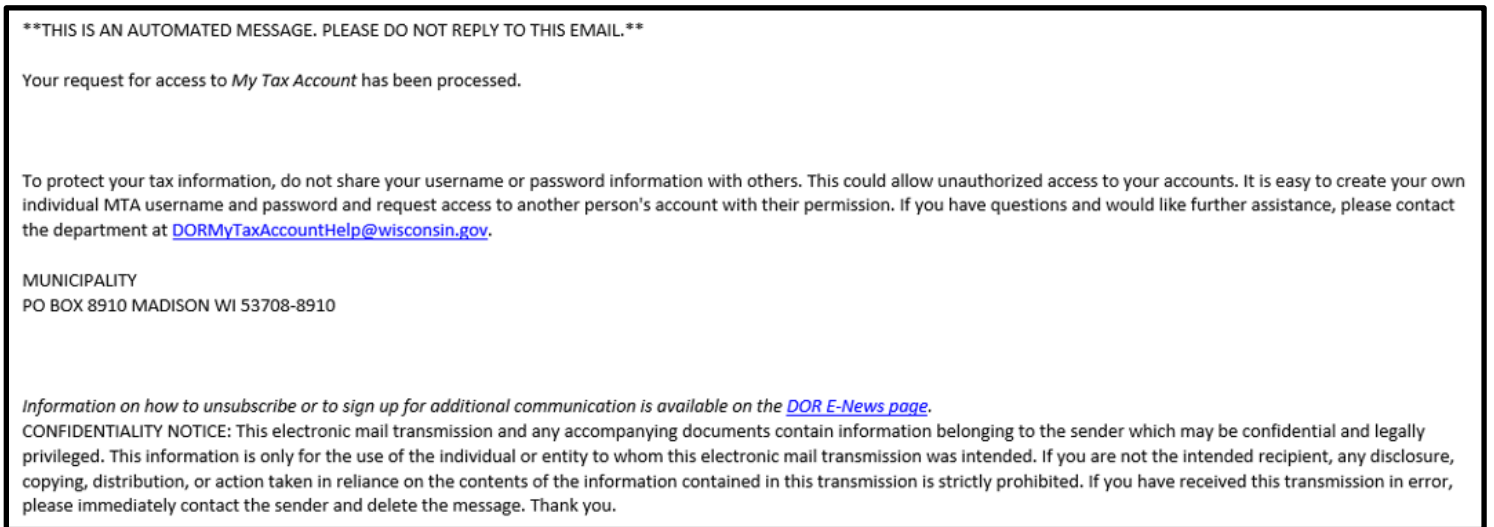 **THIS IS AN AUTOMATED MESSAGE. PLEASE DO NOT REPLY TO THIS EMAIL.**
Your request for access to My Tax Account has been processed.
To protect your tax information, do not share your username or password information with others. This could allow unauthorized access to your accounts. It is easy to create your own
individual MTA username and password and request access to another person's account with their permission. If you have questions and would like further assistance, please contact
the department at DORMyTaxAccountHelp@wisconsin.gov.
MUNICIPALITY
PO BOX 8910 MADISON WI 53708-8910
Information on how to unsubscribe or to sign up for additional communication is available on the DOR E-News page.
CONFIDENTIALITY NOTICE: This electronic mail transmission and any accompanying documents contain information belonging to the sender which may be confidential and legally
privileged. This information is only for the use of the individual or entity to whom this electronic mail transmission was intended. If you are not the intended recipient, any disclosure,
copying, distribution, or action taken in reliance on the contents of the information contained in this transmission is strictly prohibited. If you have received this transmission in error,
please immediately contact the sender and delete the message. Thank you.